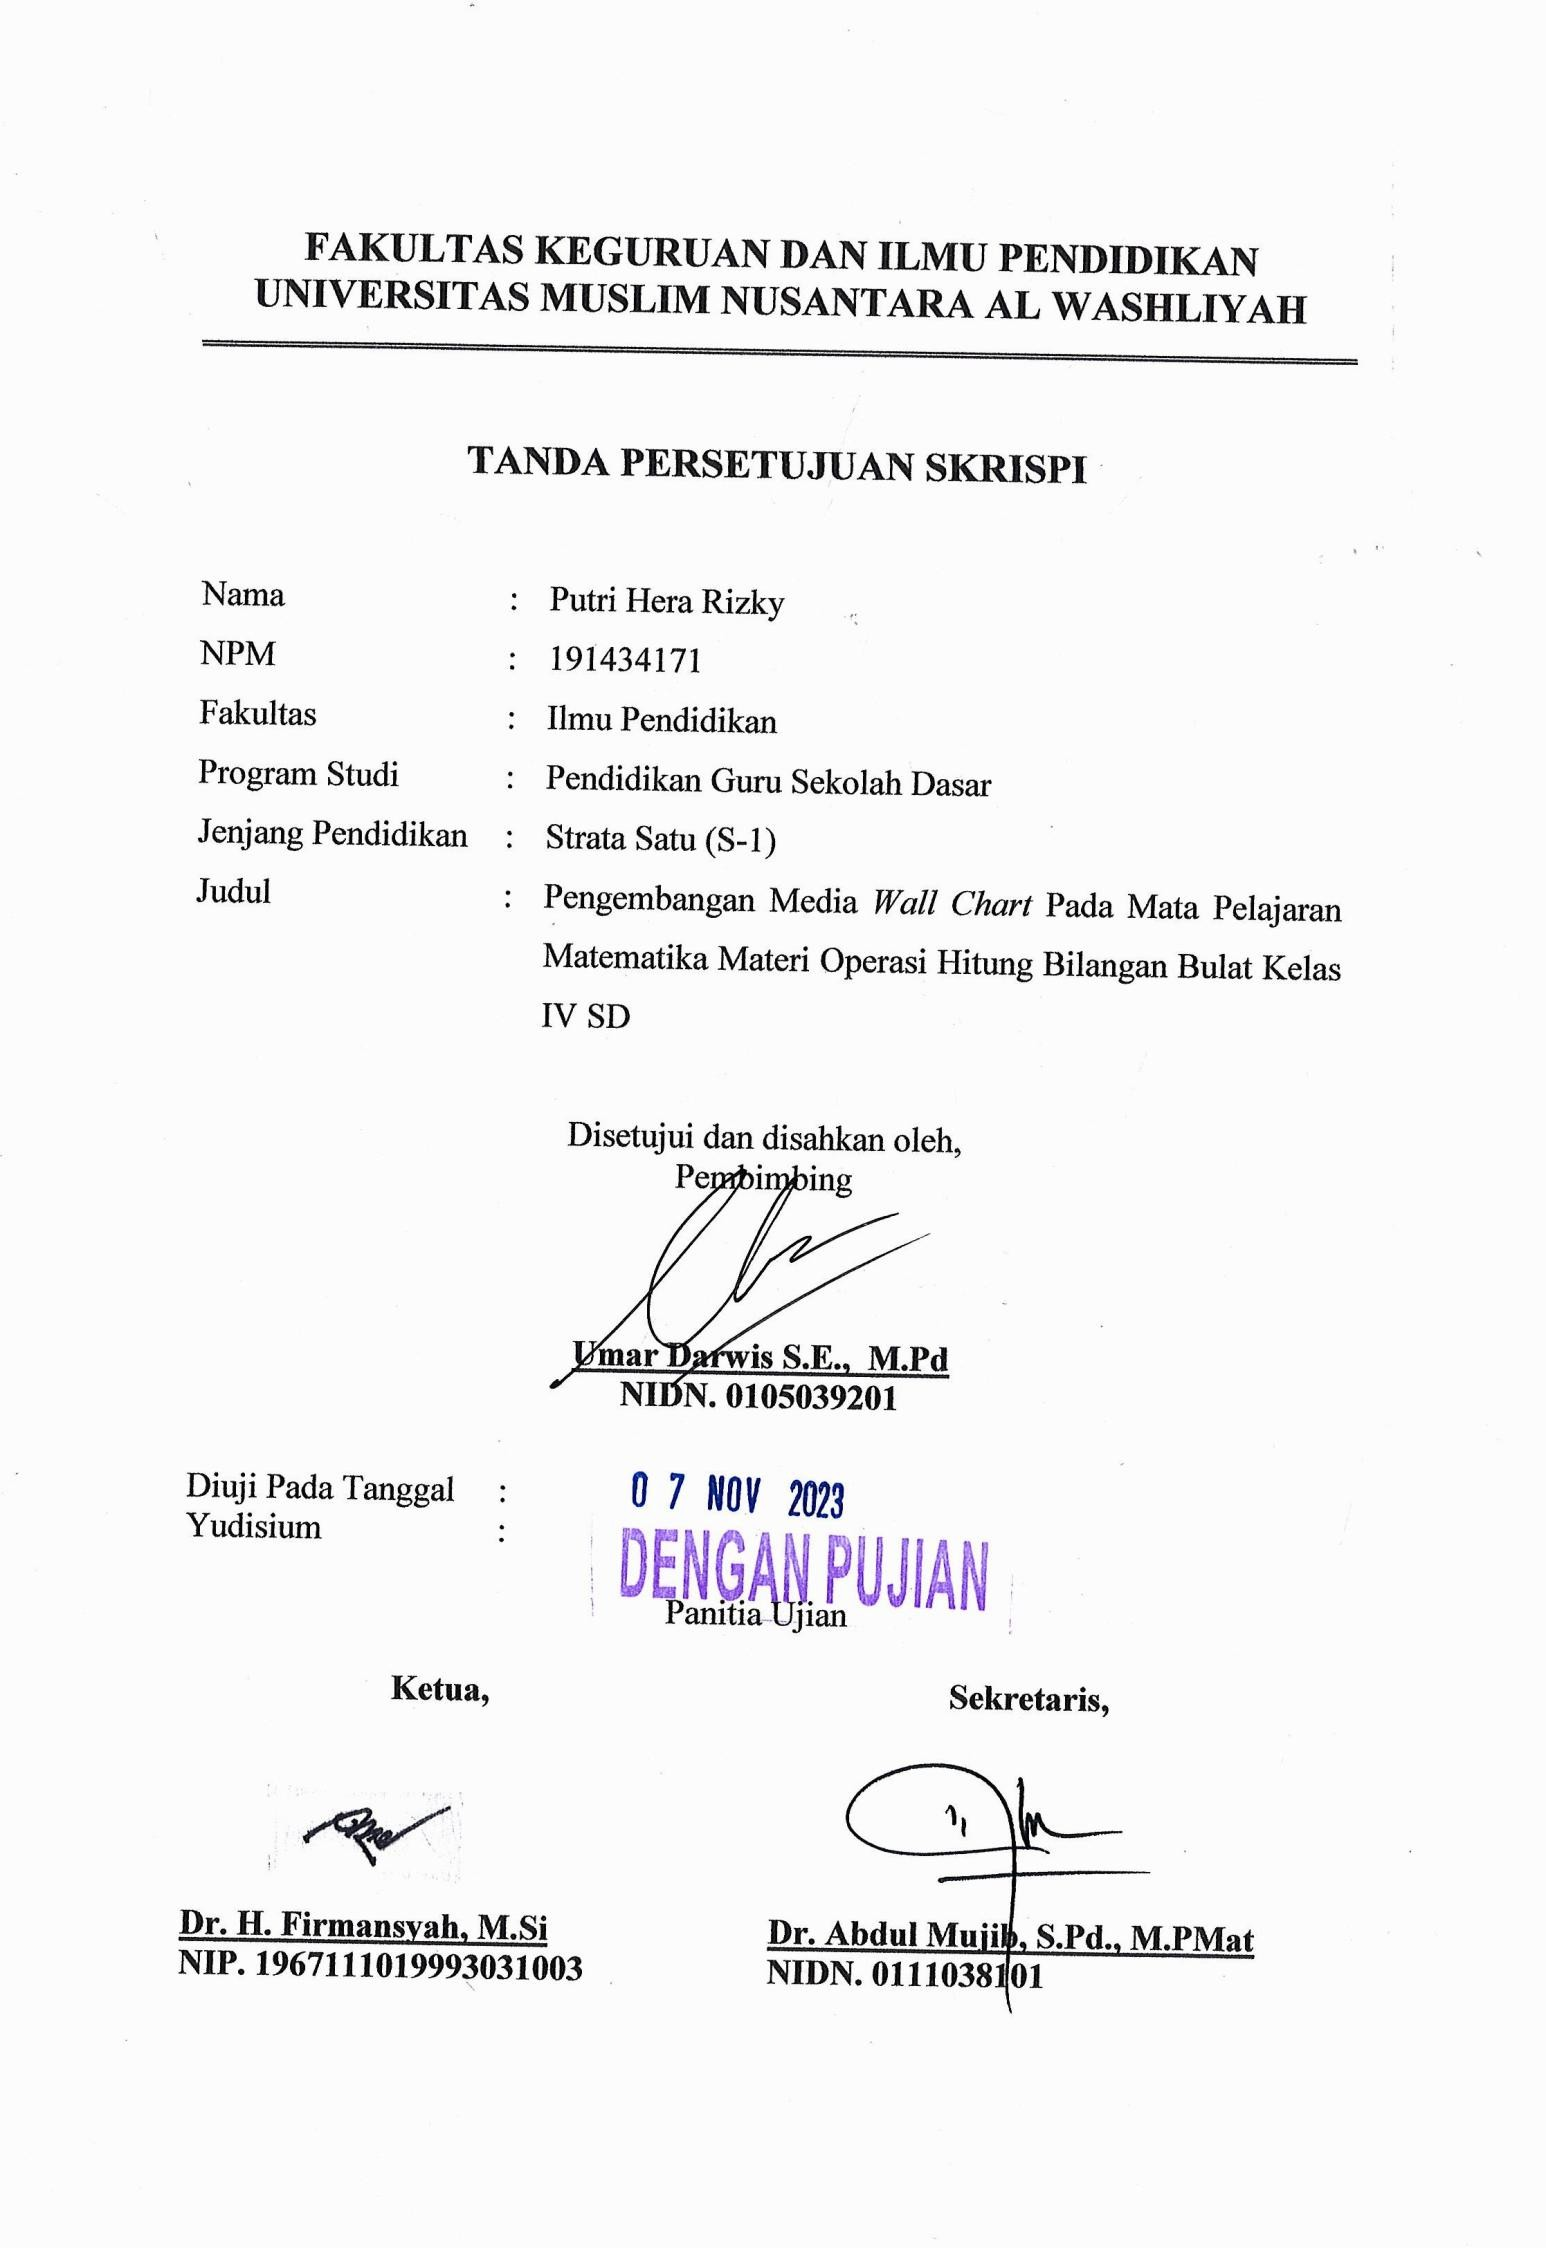 FAKULTAS KEGURUAN DAN ILMU PENDIDIKAN
UNIVERSITAS MUSLIM NUSANTARA AL WASHLIYAH
TANDA PERSETUJUAN SKRISPI
Nama : Putri Hera Rizky
NPM : 191434171
Fakultas : Ilmu Pendidikan
Program Studi : Pendidikan Guru Sekolah Dasar
Jenjang Pendidikan : Strata Satu (S-1)
Judul : Pengembangan Media Wall Chart Pada Mata Pelajaran
Matematika Materi Operasi Hitung Bilangan Bulat Kelas
IV SD
Disetujui dan disahkan oleh,
Pembimbing
Umar Darwis S.E., M.Pd
NIDN. 0105039201
Diuji Pada Tanggal : 07 NOV 2023
Yudisium : DENGAN PUJIAN
Panitia Ujian
Ketua, Sekretaris,
Dr. H. Firmansyah, M.Si Dr. Abdul Mujib, S.Pd., M.PMat
NIP. 1967111019993031003 NIDN. 0111038101